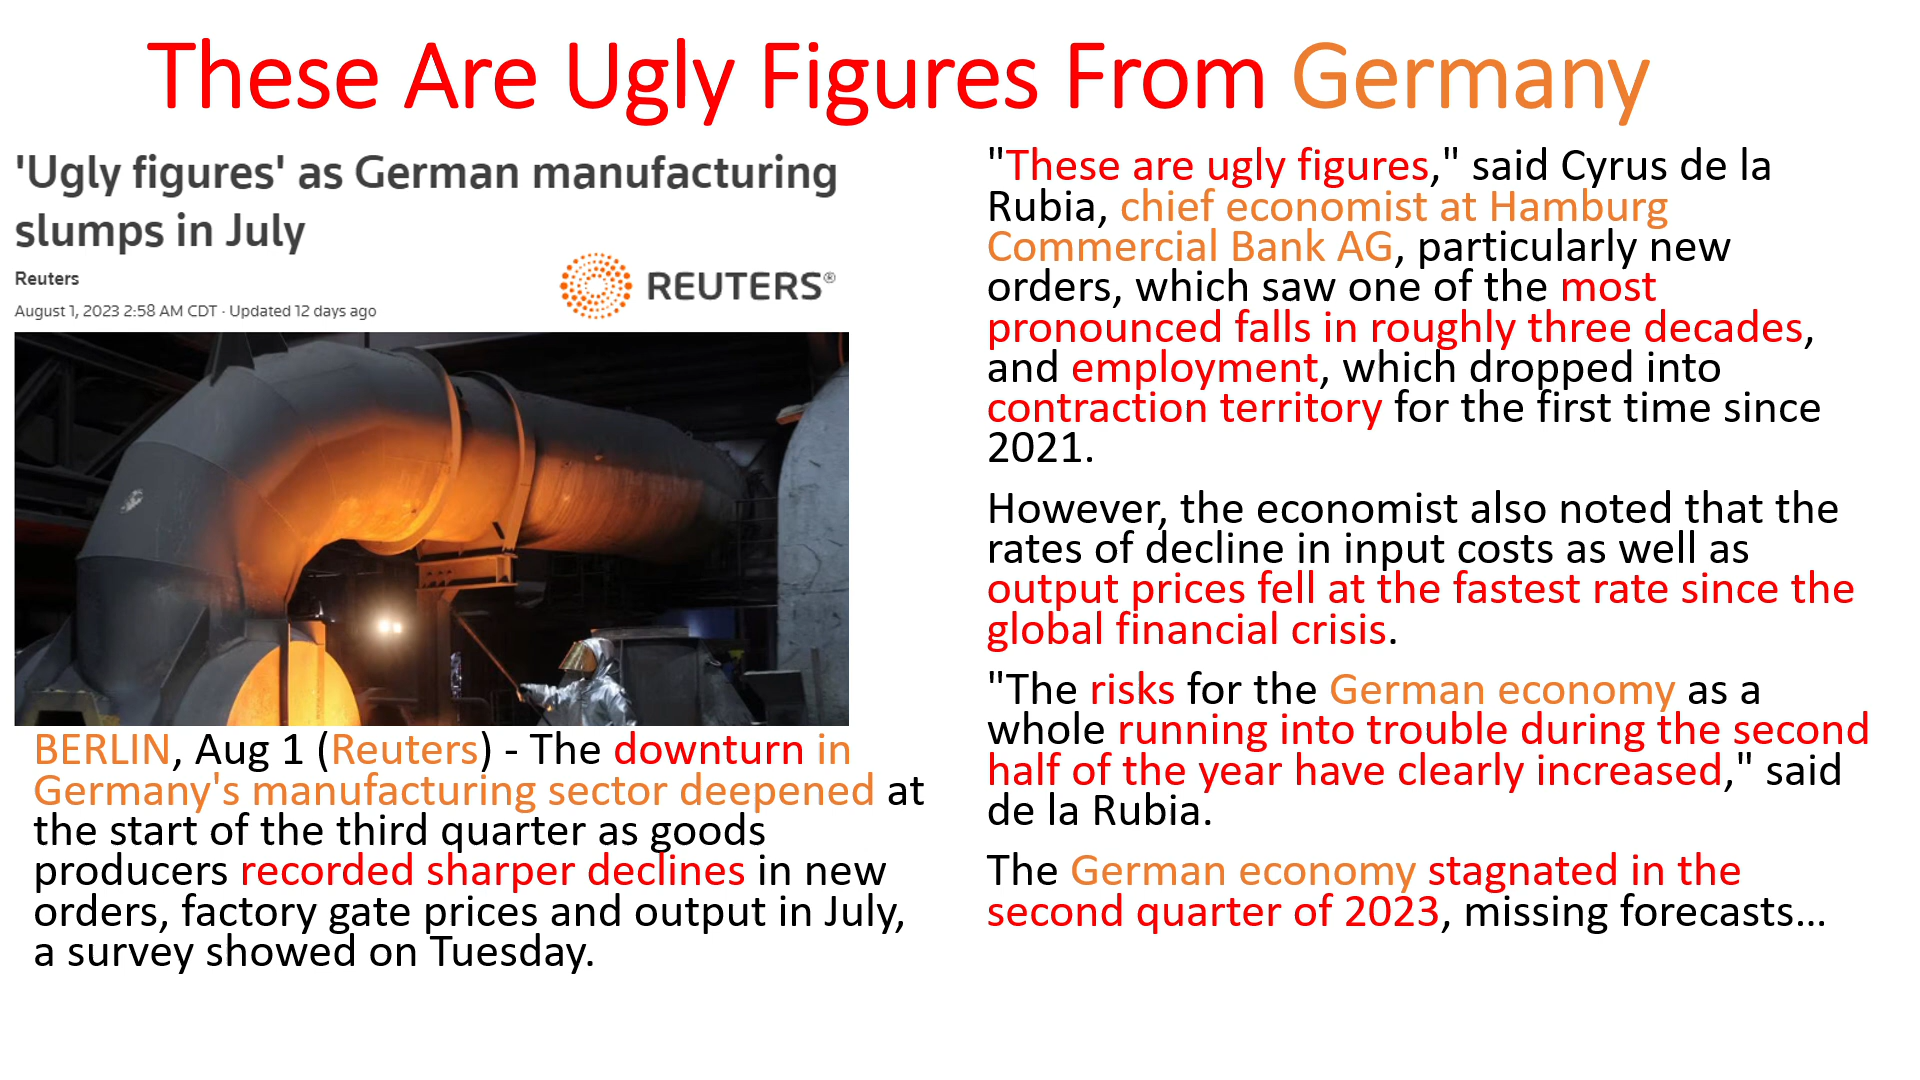 These Are Ugly Figures From Germany
'Ugly figures' as German manufacturing
slumps in July
Reuters
August 1, 2023 2:58 AM CDT · Updated 12 days ago
REUTERS®
BERLIN, Aug 1 (Reuters) - The downturn in
Germany's manufacturing sector deepened at
the start of the third quarter as goods
producers recorded sharper declines in new
orders, factory gate prices and output in July,
a survey showed on Tuesday.
"These are ugly figures," said Cyrus de la
Rubia, chief economist at Hamburg
Commercial Bank AG, particularly new
orders, which saw one of the most
pronounced falls in roughly three decades,
and employment, which dropped into
contraction territory for the first time since
2021.
However, the economist also noted that the
rates of decline in input costs as well as
output prices fell at the fastest rate since the
global financial crisis.
"The risks for the German economy as a
whole running into trouble during the second
half of the year have clearly increased," said
de la Rubia.
The German economy stagnated in the
second quarter of 2023, missing forecasts...